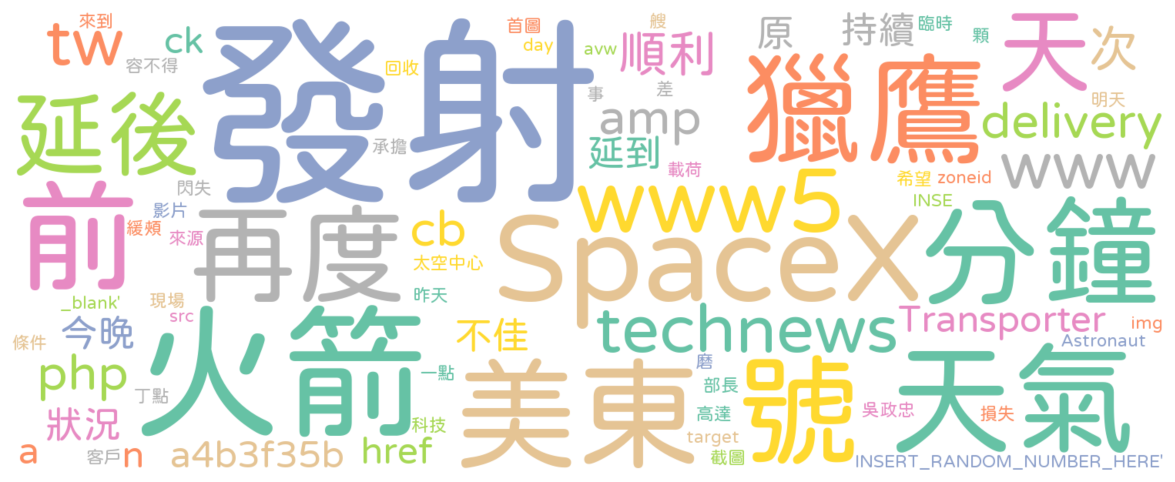 來到
首圖
艘
tw
ck
day
avw
順利
原
持續
臨時
顆
天
次
容不得
回收
發射
獵鷹
事
差
明天
延後
amp
delivery
承擔
延到
載荷
www
閃失
希望
zoneid
前
影片
www5
INSE
緩頰
來源
再度
cb
SpaceX
分鐘
太空中心
_blank'
現場
昨天
src
條件
今晚
火箭
不佳
technews
Transporter
img
Astronaut
php
丁點
一點
美東
磨
部長
號
天氣
狀況
科技
高達
吳政忠
損失
a
客戶
n
a4b3f35b
href
target
截圖
INSERT_RANDOM_NUMBER_HERE'